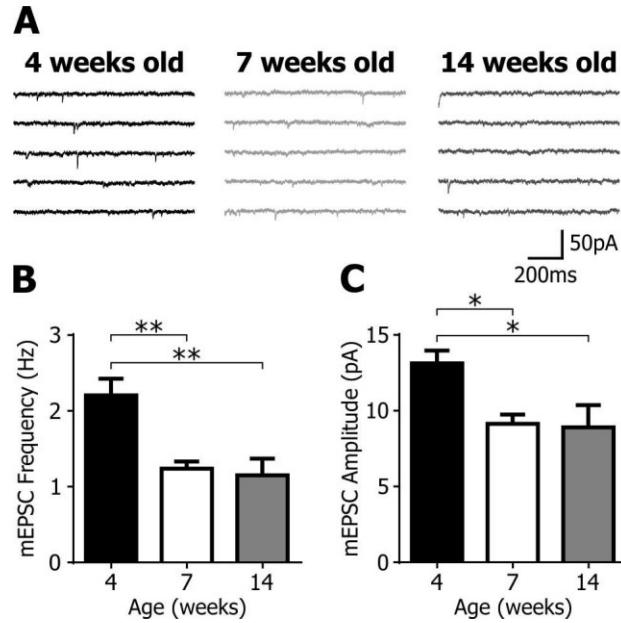 A
4 weeks old 7 weeks old 14 weeks old
50pA
200ms
B
**
**
3
2
1
0
mEPSC Frequency (Hz)
4 7 14
Age (weeks)
C
*
*
15
10
5
0
mEPSC Amplitude (pA)
4 7 14
Age (weeks)